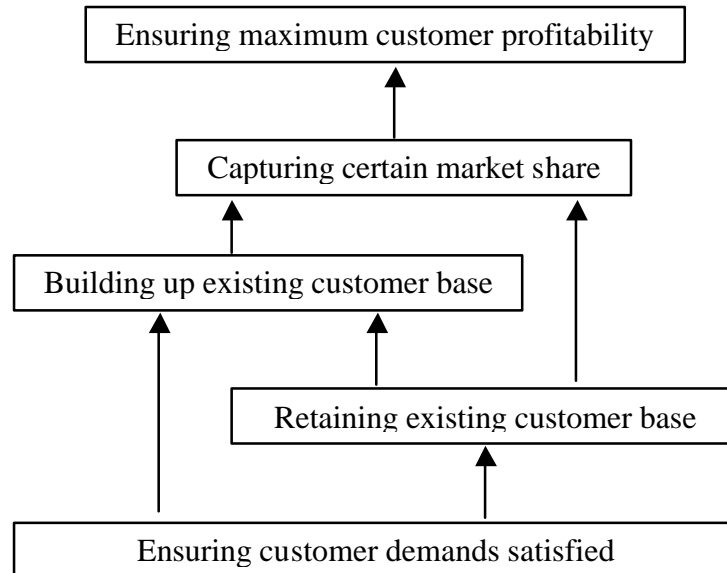 Ensuring maximum customer profitability
Capturing certain market share
Building up existing customer base
Retaining existing customer base
Ensuring customer demands satisfied